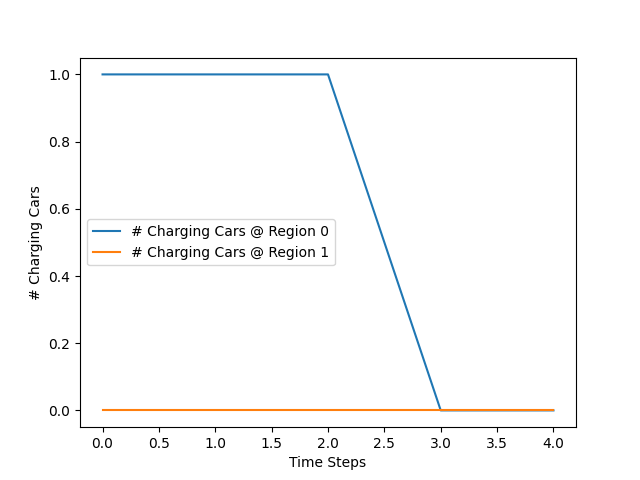 1.0
0.8
0.6
0.4
0.2
0.0
# Charging Cars
# Charging Cars @ Region 0
# Charging Cars @ Region 1
0.0 0.5 1.0 1.5 2.0 2.5 3.0 3.5 4.0
Time Steps